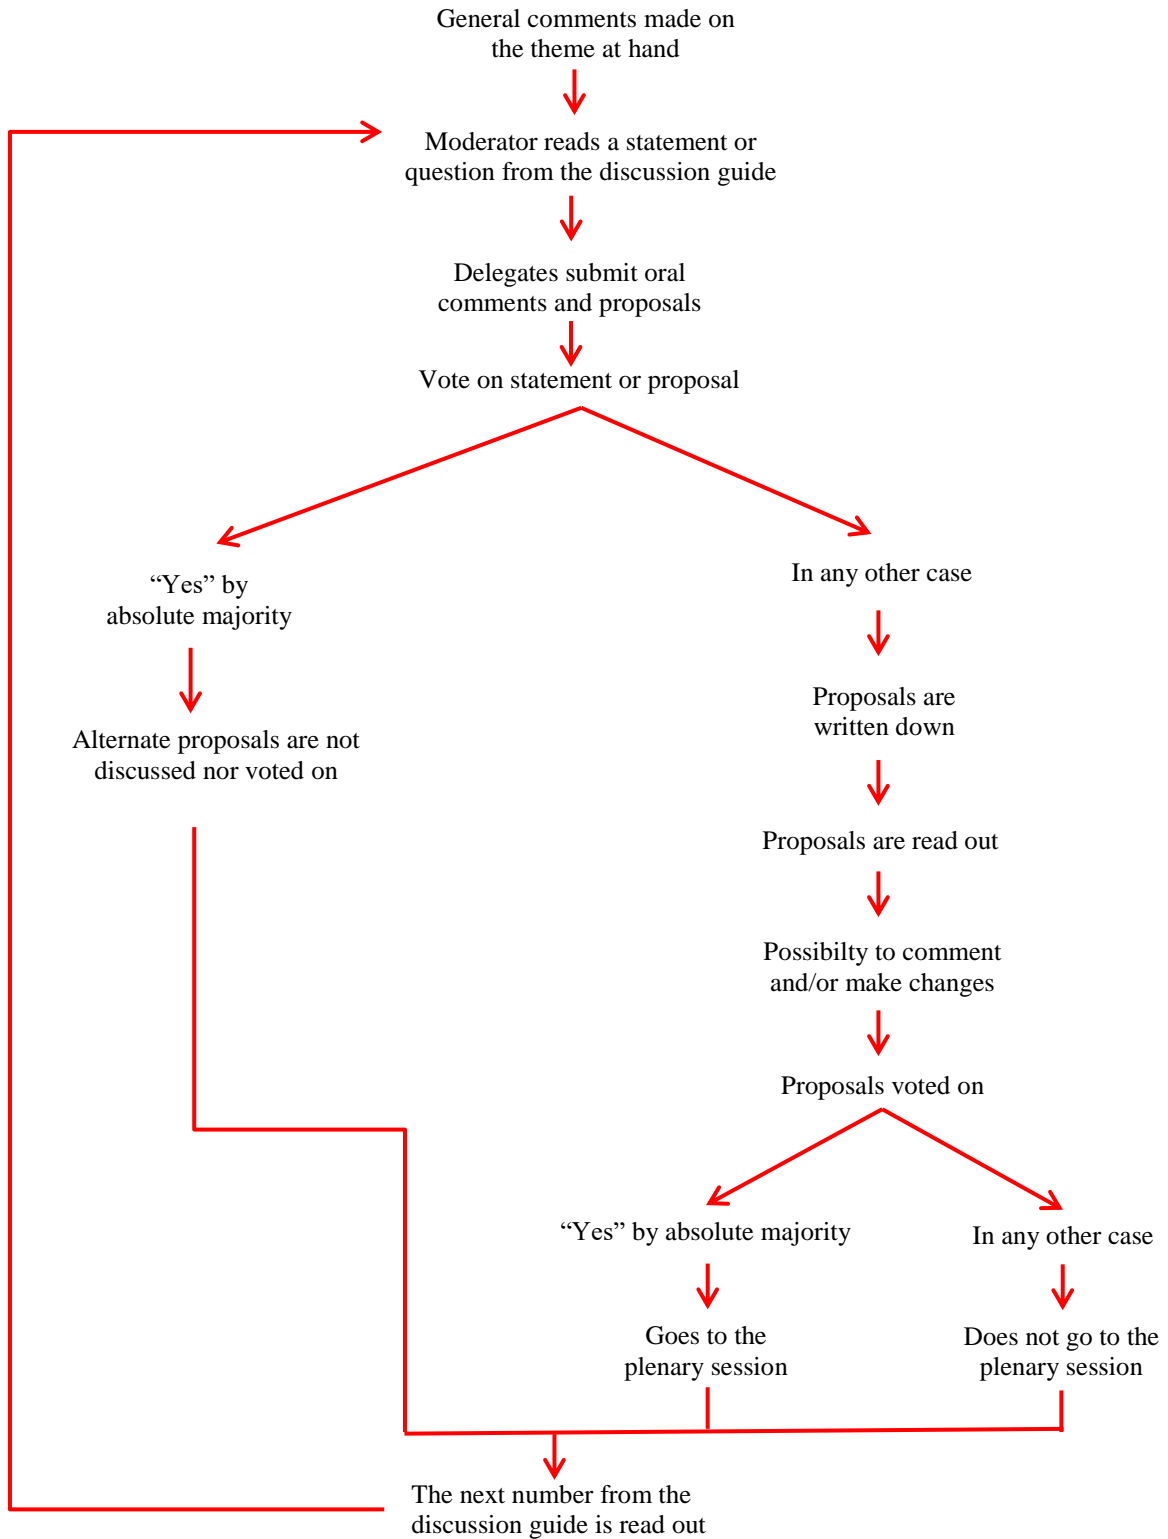 General comments made on
the theme at hand
Moderator reads a statement or
question from the discussion guide
Delegates submit oral
comments and proposals
Vote on statement or proposal
“Yes” by
absolute majority
Alternate proposals are not
discussed nor voted on
In any other case
Proposals are
written down
Proposals are read out
Possibilty to comment
and/or make changes
Proposals voted on
“Yes” by absolute majority
Goes to the
plenary session
In any other case
Does not go to the
plenary session
The next number from the
discussion guide is read out